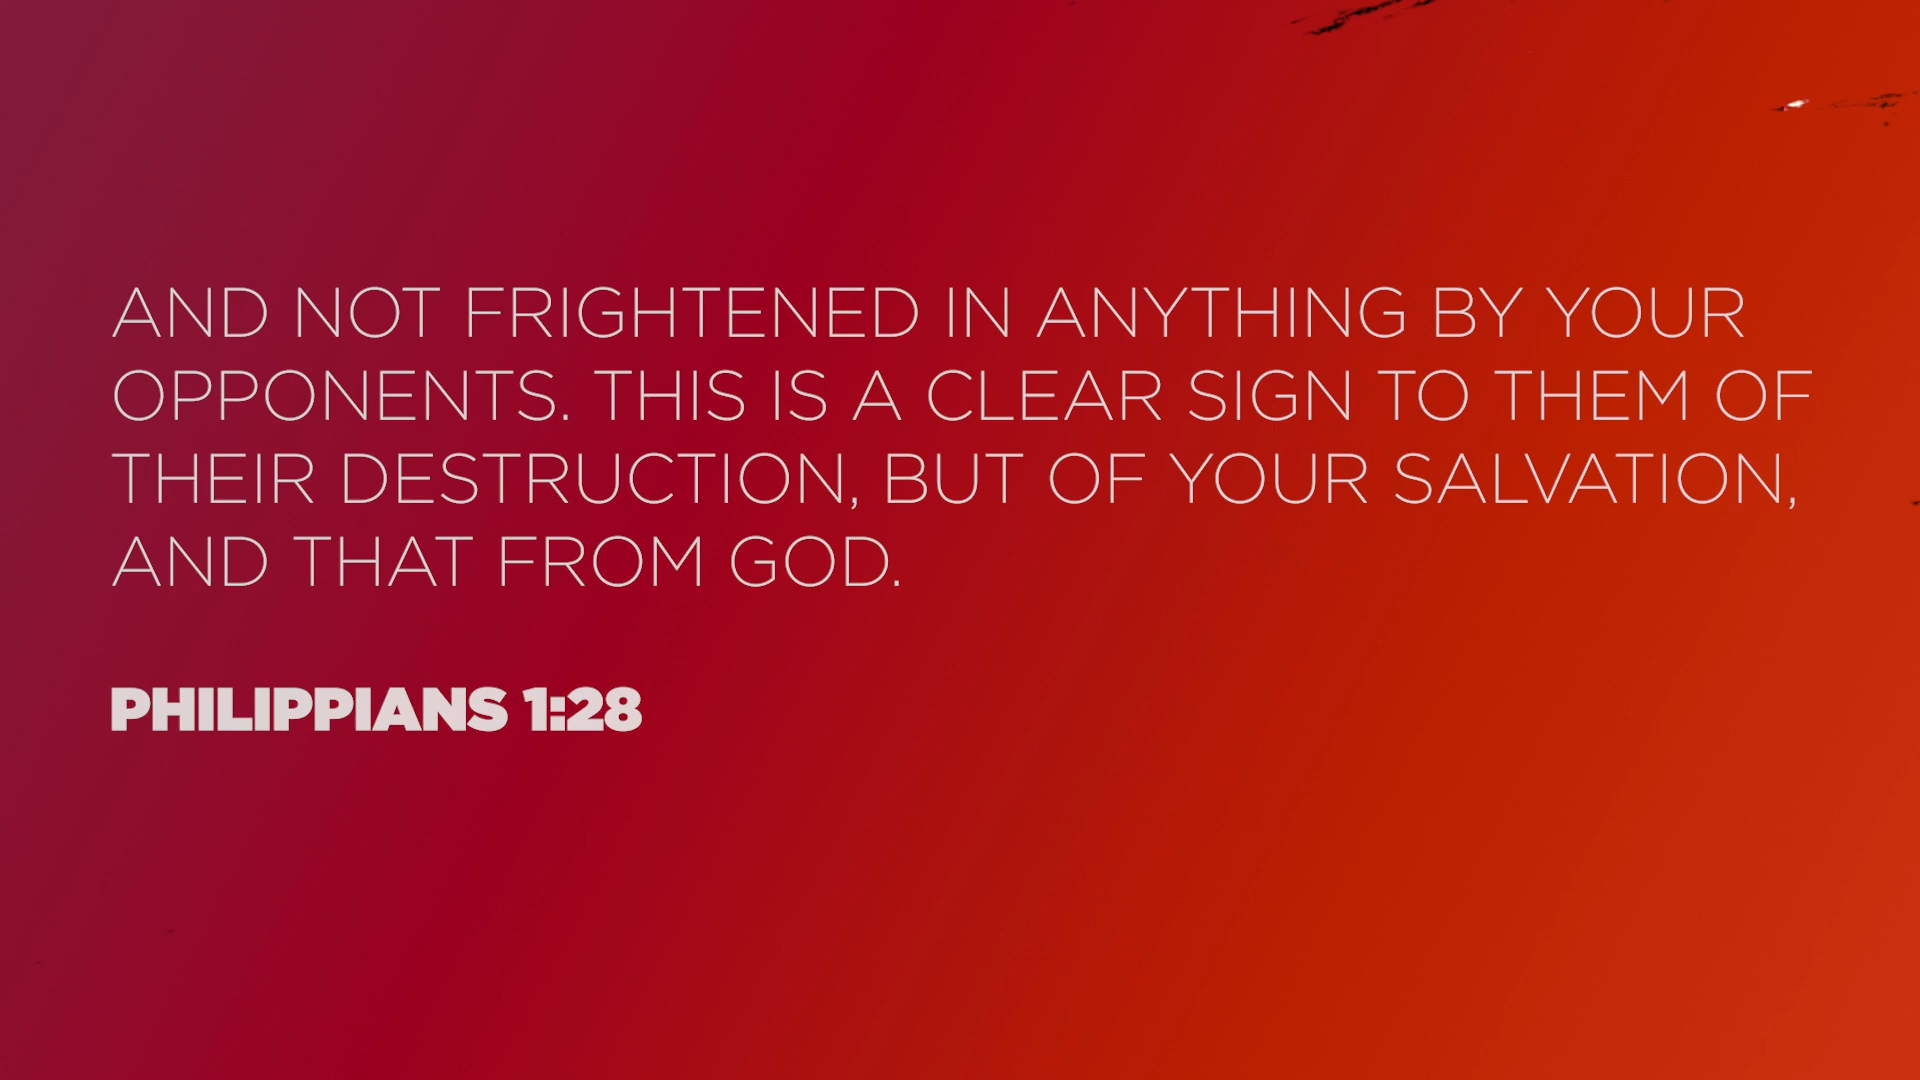 AND NOT FRIGHTENED IN ANYTHING BY YOUR
OPPONENTS. THIS IS A CLEAR SIGN TO THEM OF
THEIR DESTRUCTION, BUT OF YOUR SALVATION,
AND THAT FROM GOD.
PHILIPPIANS 1:28